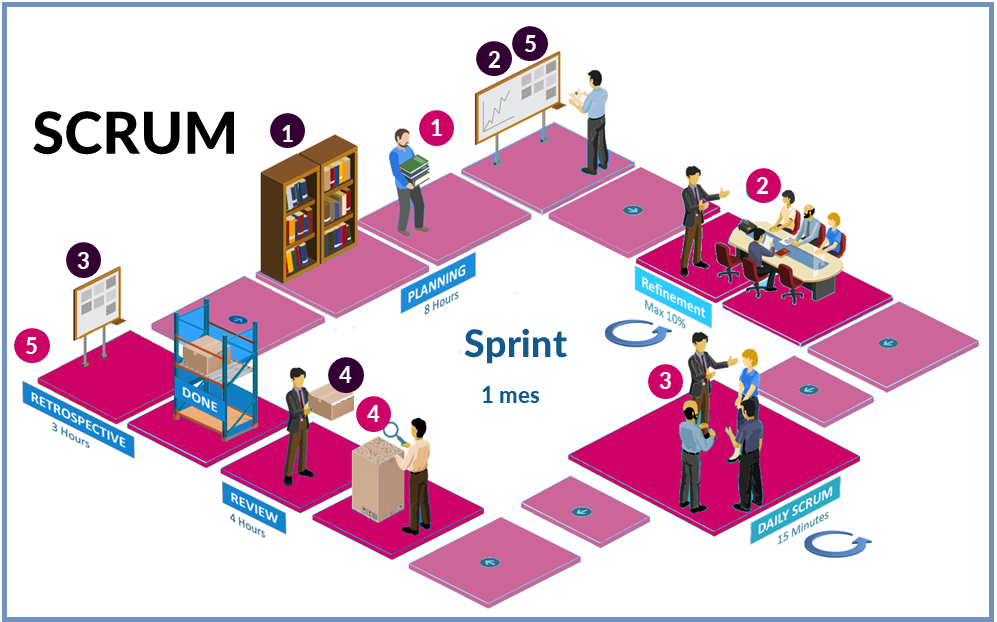 2
5
SCRUM
1
1
2
3
PLANNING
8 Hours
Refinement
Max 10%
5
Sprint
1 mes
3
4
4
DONE
RETROSPECTIVE
3 Hours
REVIEW
4 Hours
DAILY SCRUM
15 Minutes